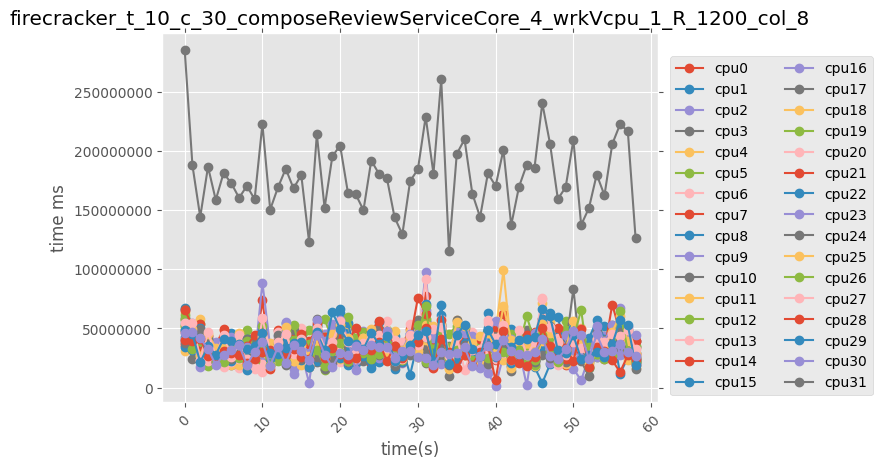 firecracker_t_10_c_30_composeReviewServiceCore_4_wrkVcpu_1_R_1200_col_8
time ms
250000000
200000000
150000000
100000000
50000000
0
0
10
20
30
40
50
60
time(s)
cpu0
cpu1
cpu2
cpu3
cpu4
cpu5
cpu6
cpu7
cpu8
cpu9
cpu10
cpu11
cpu12
cpu13
cpu14
cpu15
cpu16
cpu17
cpu18
cpu19
cpu20
cpu21
cpu22
cpu23
cpu24
cpu25
cpu26
cpu27
cpu28
cpu29
cpu30
cpu31